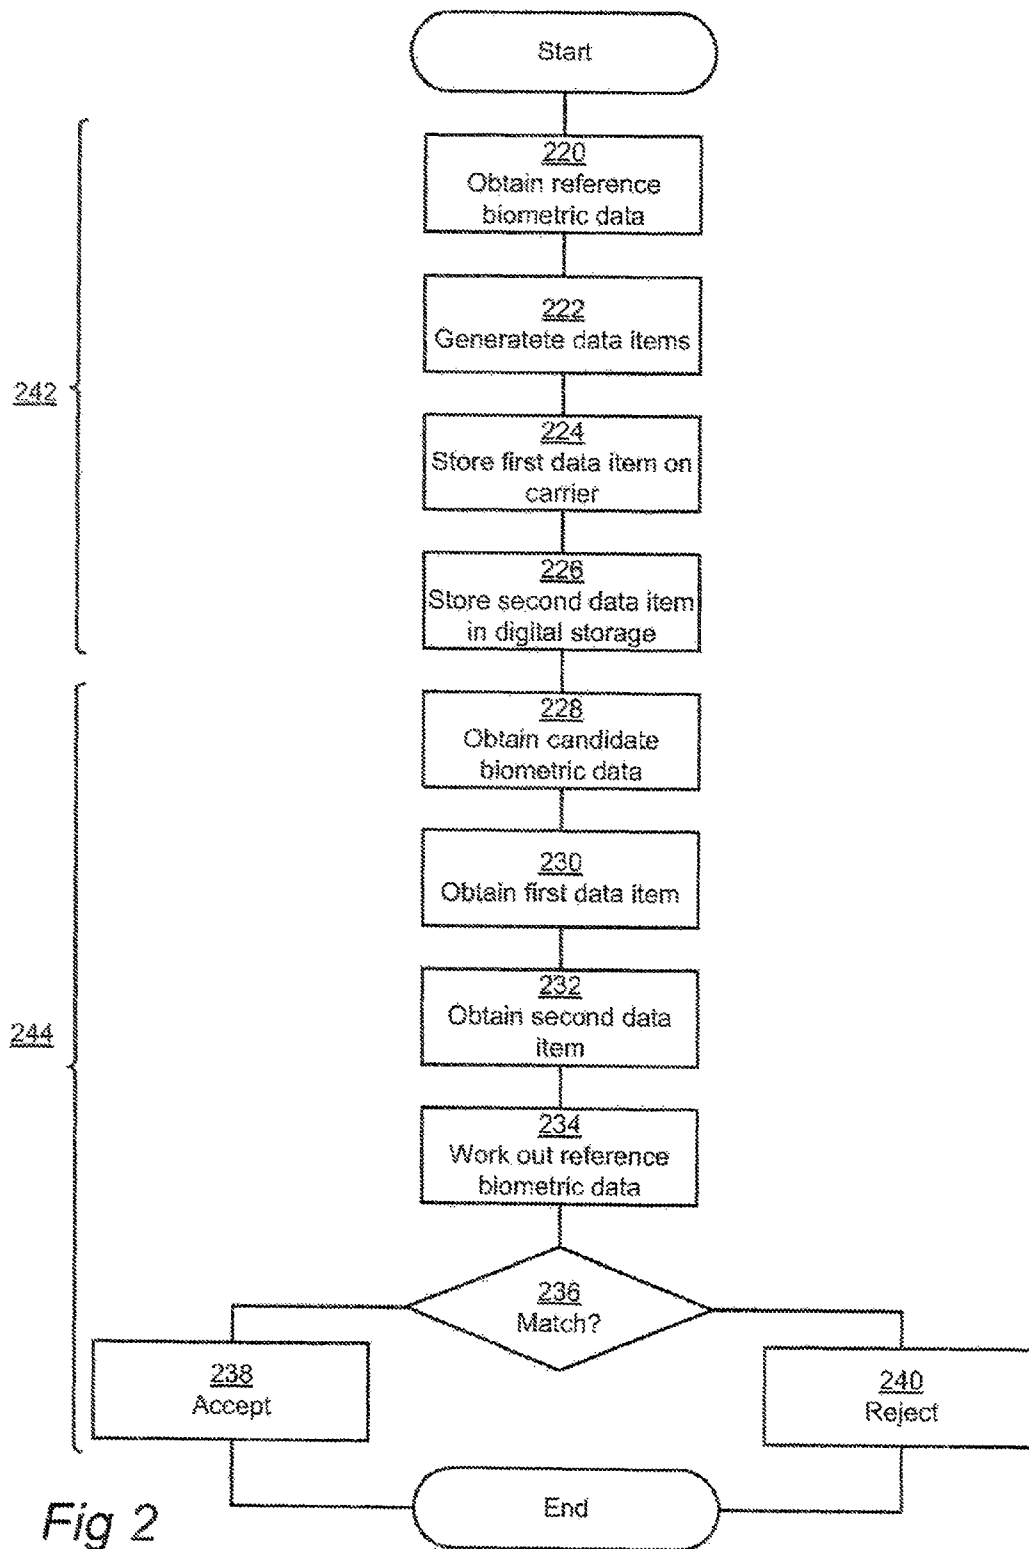 Start
220
Obtain reference
biometric data
222
Generatete data items
242
224
Store first data item on
carrier
226
Store second data item
in digital storage
228
Obtain candidate
biometric data
230
Obtain first data item
232
Obtain second data
item
244
234
Work out reference
biometric data
236
Match?
238
Accept
240
Reject
End
Fig 2